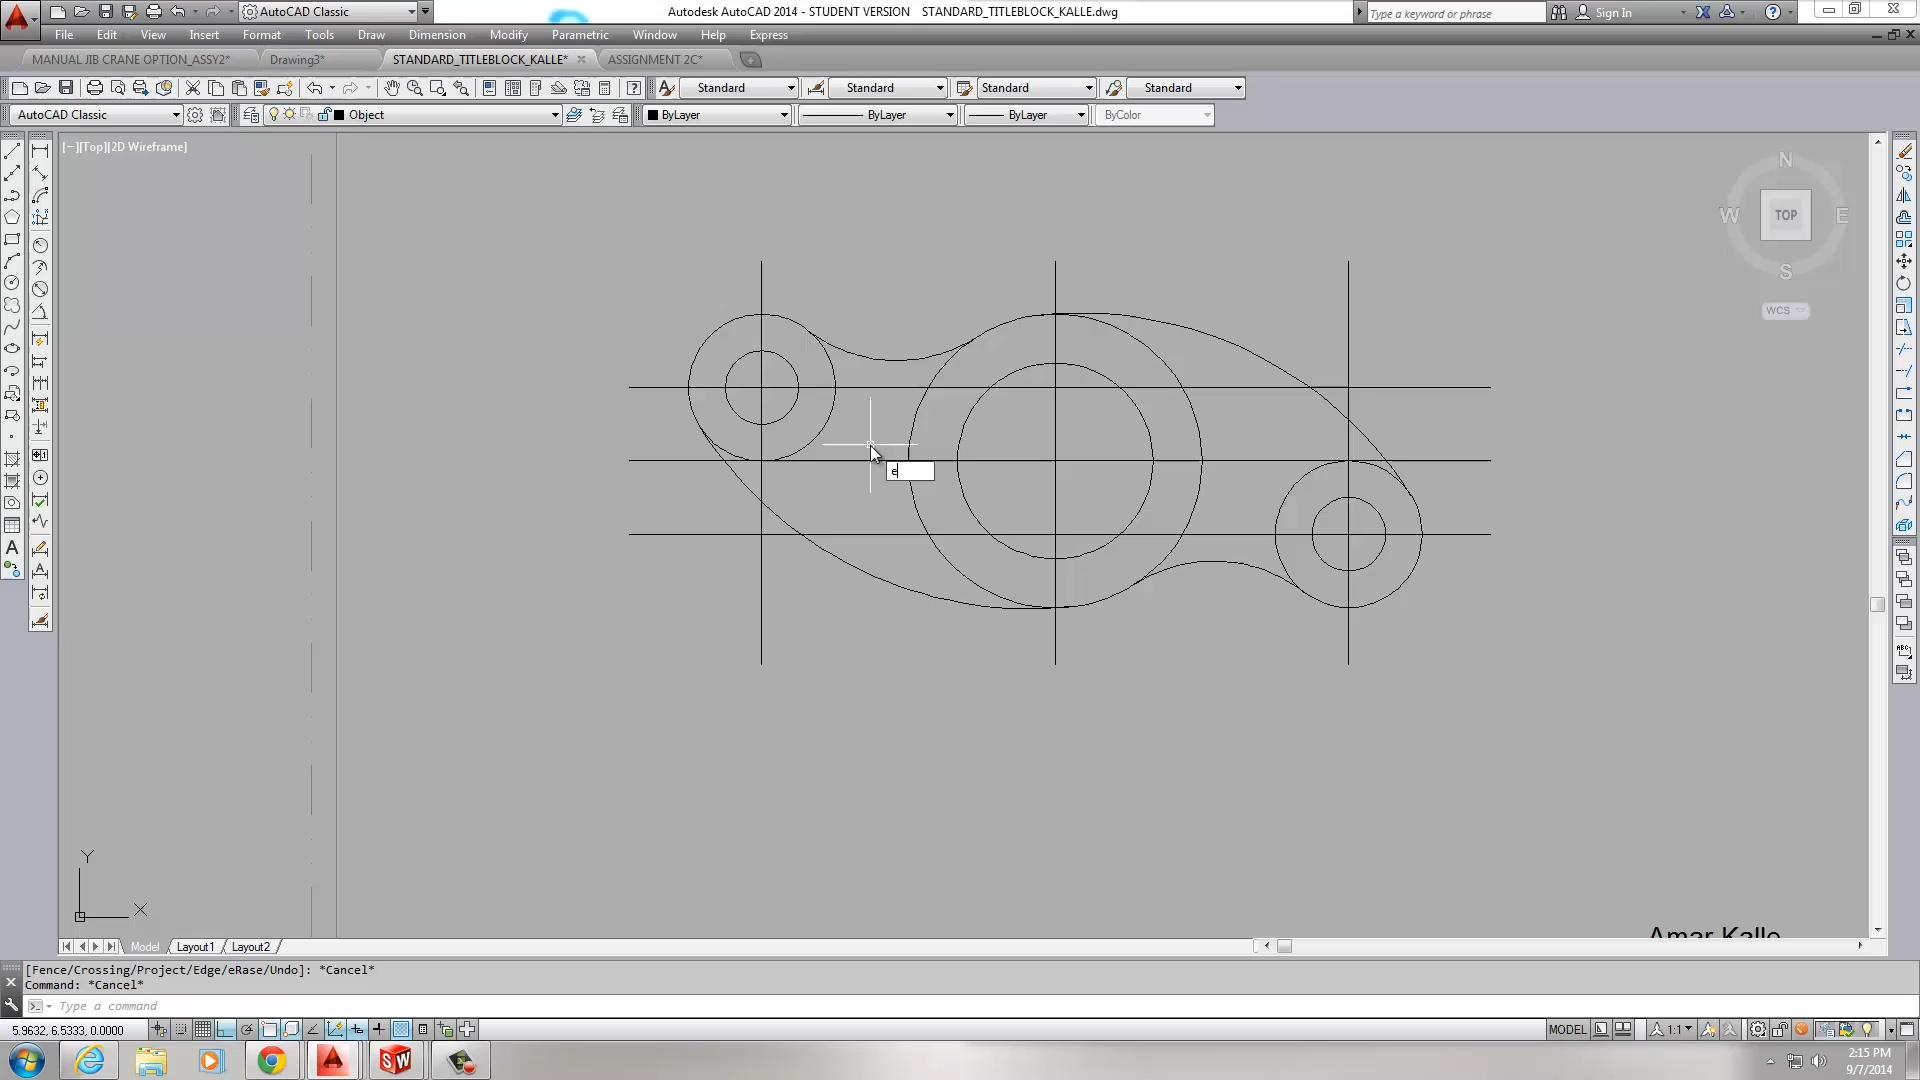 AutoCAD Classic
Autodesk AutoCAD 2014 - STUDENT VERSION STANDARD_TITLEBLOCK_KALLE.dwg
Type a keyword or phrase
Sign In
File Edit View Insert Format Tools Draw Dimension Modify Parametric Window Help Express
MANUAL JIB CRANE OPTION_ASSY2* Drawing3* STANDARD_TITLEBLOCK_KALLE* ASSIGNMENT 2C*
Standard Standard Standard Standard
AutoCAD Classic Object ByLayer ByLayer ByLayer ByColor
[−][Top][2D Wireframe]
N
W TOP E
S
WCS
e
Y
X
Amar Kalle
Model Layout1 Layout2
[Fence/Crossing/Project/Edge/eRase/Undo]: *Cancel*
Command: *Cancel*
Type a command
5.9632, 6.5333, 0.0000
MODEL 1:1
2:15 PM
9/7/2014